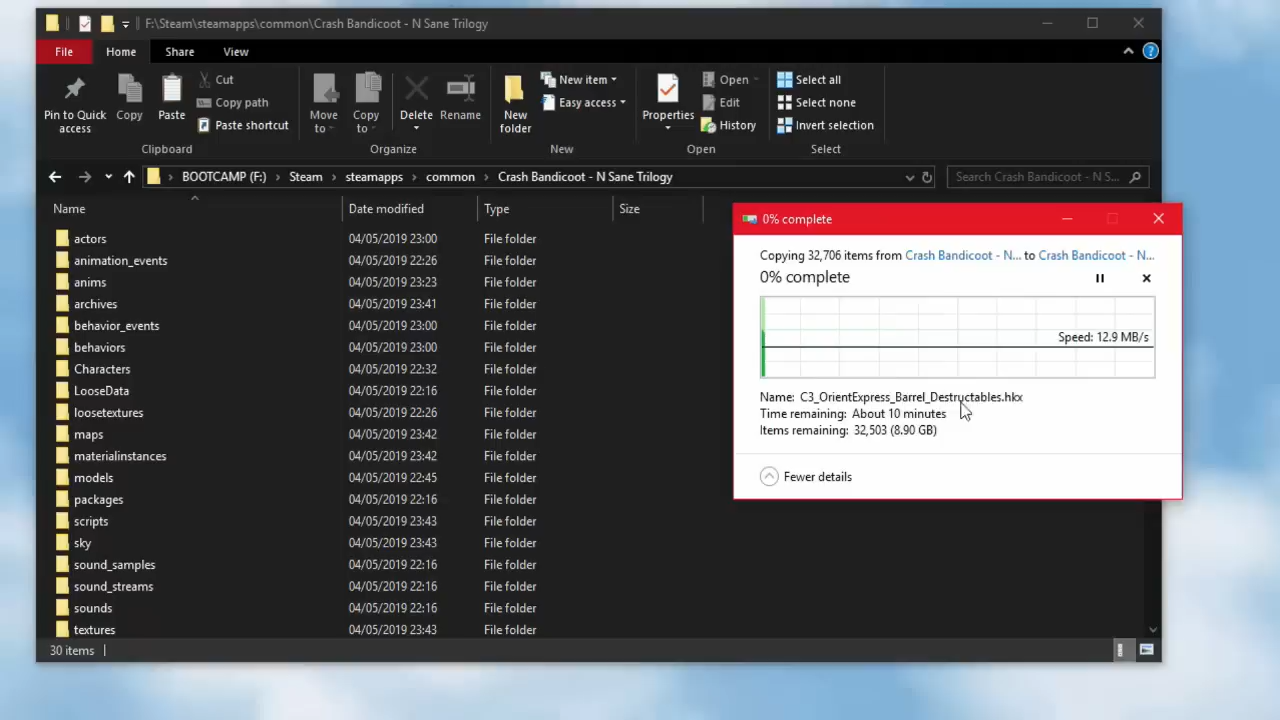 F:\Steam\steamapps\common\Crash Bandicoot - N Sane Trilogy
File Home Share View
Pin to Quick access
Copy
Paste
Cut
Copy path
Paste shortcut
Clipboard
Move to
Copy to
Delete
Rename
Organize
New folder
New item
Easy access
New
Properties
Open
Edit
History
Open
Select all
Select none
Invert selection
Select
BOOTCAMP (F:) Steam steamapps common Crash Bandicoot - N Sane Trilogy
Search Crash Bandicoot - N S...
Name Date modified Type Size
actors 04/05/2019 23:00 File folder
animation_events 04/05/2019 22:26 File folder
anims 04/05/2019 23:23 File folder
archives 04/05/2019 23:41 File folder
behavior_events 04/05/2019 23:00 File folder
behaviors 04/05/2019 23:00 File folder
Characters 04/05/2019 22:32 File folder
LooseData 04/05/2019 22:16 File folder
loosetextures 04/05/2019 22:26 File folder
maps 04/05/2019 23:42 File folder
materialinstances 04/05/2019 23:42 File folder
models 04/05/2019 22:45 File folder
packages 04/05/2019 22:16 File folder
scripts 04/05/2019 23:43 File folder
sky 04/05/2019 23:43 File folder
sound_samples 04/05/2019 22:16 File folder
sound_streams 04/05/2019 22:16 File folder
sounds 04/05/2019 22:16 File folder
textures 04/05/2019 23:43 File folder
30 items
0% complete
Copying 32,706 items from Crash Bandicoot - N... to Crash Bandicoot - N...
0% complete
Speed: 12.9 MB/s
Name: C3_OrientExpress_Barrel_Destructables.hkx
Time remaining: About 10 minutes
Items remaining: 32,503 (8.90 GB)
Fewer details